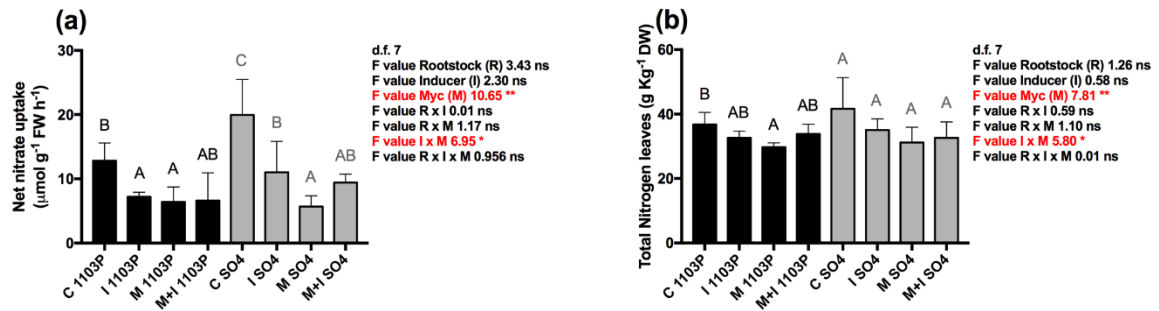 (a)
Net nitrate uptake
(μmol g⁻¹ FW h⁻¹)
30
20
10
0
B
A
A
AB
C
B
A
AB
C 1103P
I 1103P
M 1103P
M+I 1103P
C SO4
I SO4
M SO4
M+I SO4
d.f. 7
F value Rootstock (R) 3.43 ns
F value Inducer (I) 2.30 ns
F value Myc (M) 10.65 **
F value R x I 0.01 ns
F value R x M 1.17 ns
F value I x M 6.95 *
F value R x I x M 0.956 ns
(b)
Total Nitrogen leaves (g Kg⁻¹ DW)
60
40
20
0
B
AB
A
AB
A
A
A
A
C 1103P
I 1103P
M 1103P
M+I 1103P
C SO4
I SO4
M SO4
M+I SO4
d.f. 7
F value Rootstock (R) 1.26 ns
F value Inducer (I) 0.58 ns
F value Myc (M) 7.81 **
F value R x I 0.59 ns
F value R x M 1.10 ns
F value I x M 5.80 *
F value R x I x M 0.01 ns